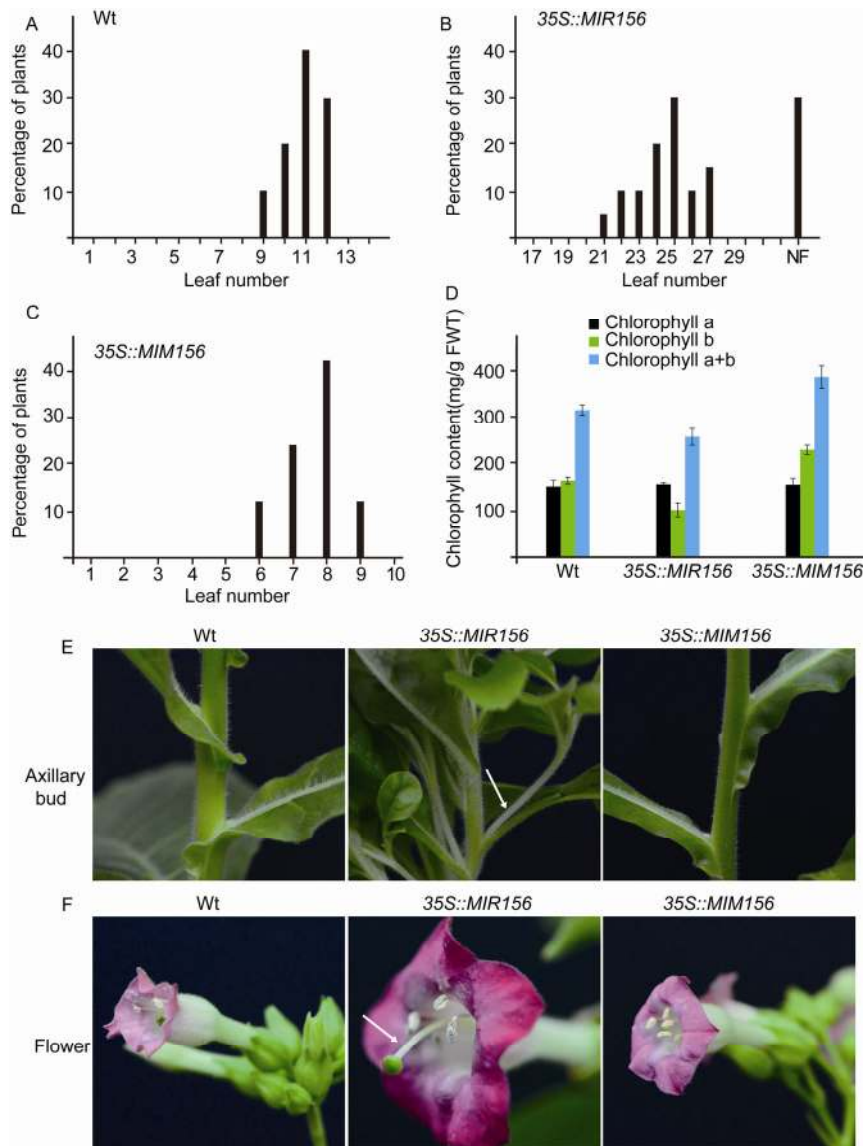 A
Wt
Percentage of plants
40
30
20
10
1 3 5 7 9 11 13
Leaf number
B
35S::MIR156
Percentage of plants
40
30
20
10
17 19 21 23 25 27 29 NF
Leaf number
C
35S::MIM156
Percentage of plants
40
30
20
10
1 2 3 4 5 6 7 8 9 10
Leaf number
D
Chlorophyll content(mg/g FWT)
Chlorophyll a
Chlorophyll b
Chlorophyll a+b
400
300
200
100
Wt 35S::MIR156 35S::MIM156
E
Wt 35S::MIR156 35S::MIM156
Axillary
bud
F
Wt 35S::MIR156 35S::MIM156
Flower